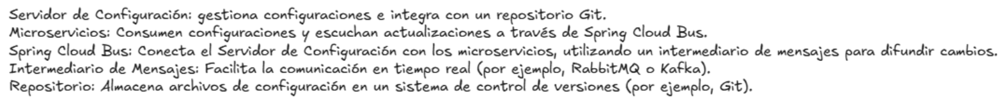 Servidor de Configuración: gestiona configuraciones e integra con un repositorio Git.
Microservicios: Consumen configuraciones y escuchan actualizaciones a través de Spring Cloud Bus.
Spring Cloud Bus: Conecta el Servidor de Configuración con los microservicios, utilizando un intermediario de mensajes para difundir cambios.
Intermediario de Mensajes: Facilita la comunicación en tiempo real (por ejemplo, RabbitMQ o Kafka).
Repositorio: Almacena archivos de configuración en un sistema de control de versiones (por ejemplo, Git).